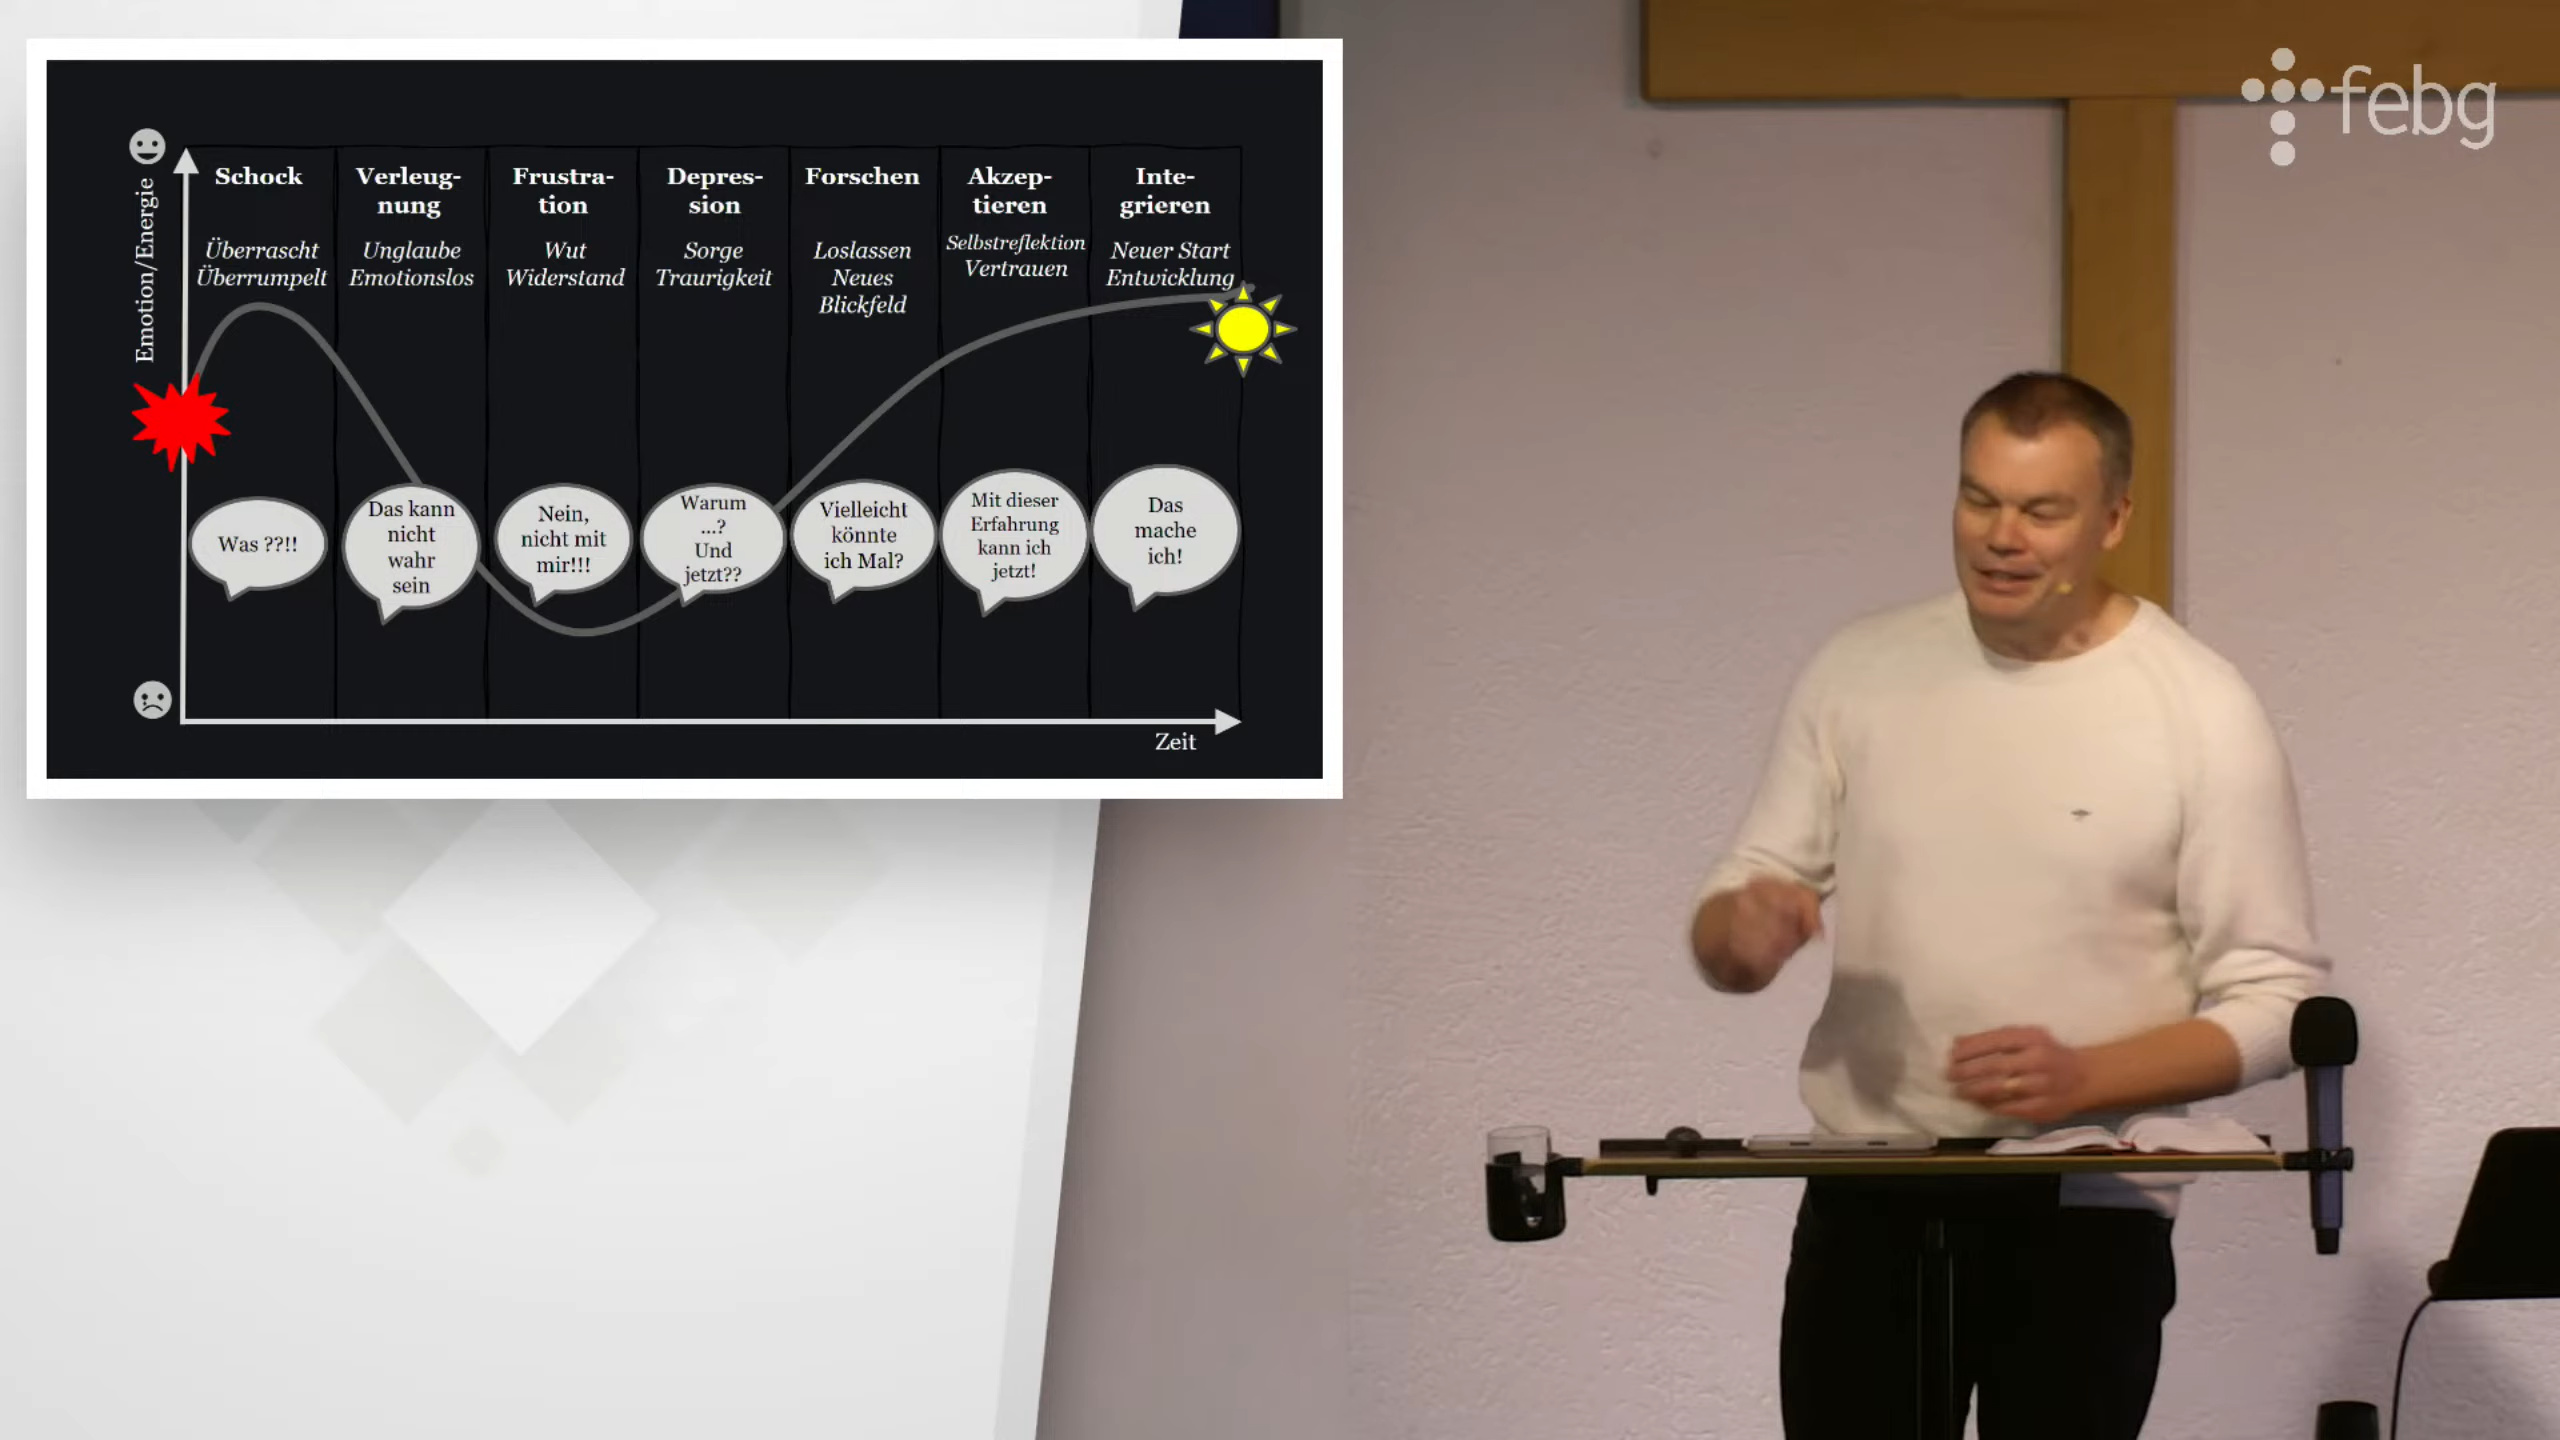 febg
Emotion/Energie
Schock
Überrascht
Überrumpelt
Was ??!!
Verleug-
nung
Unglaube
Emotionslos
Das kann
nicht
wahr
sein
Frustra-
tion
Wut
Widerstand
Nein,
nicht mit
mir!!!
Depres-
sion
Sorge
Traurigkeit
Warum
...?
Und
jetzt??
Forschen
Loslassen
Neues
Blickfeld
Vielleicht
könnte
ich Mal?
Akzep-
tieren
Selbstreflektion
Vertrauen
Mit dieser
Erfahrung
kann ich
jetzt!
Inte-
grieren
Neuer Start
Entwicklung
Das
mache
ich!
Zeit